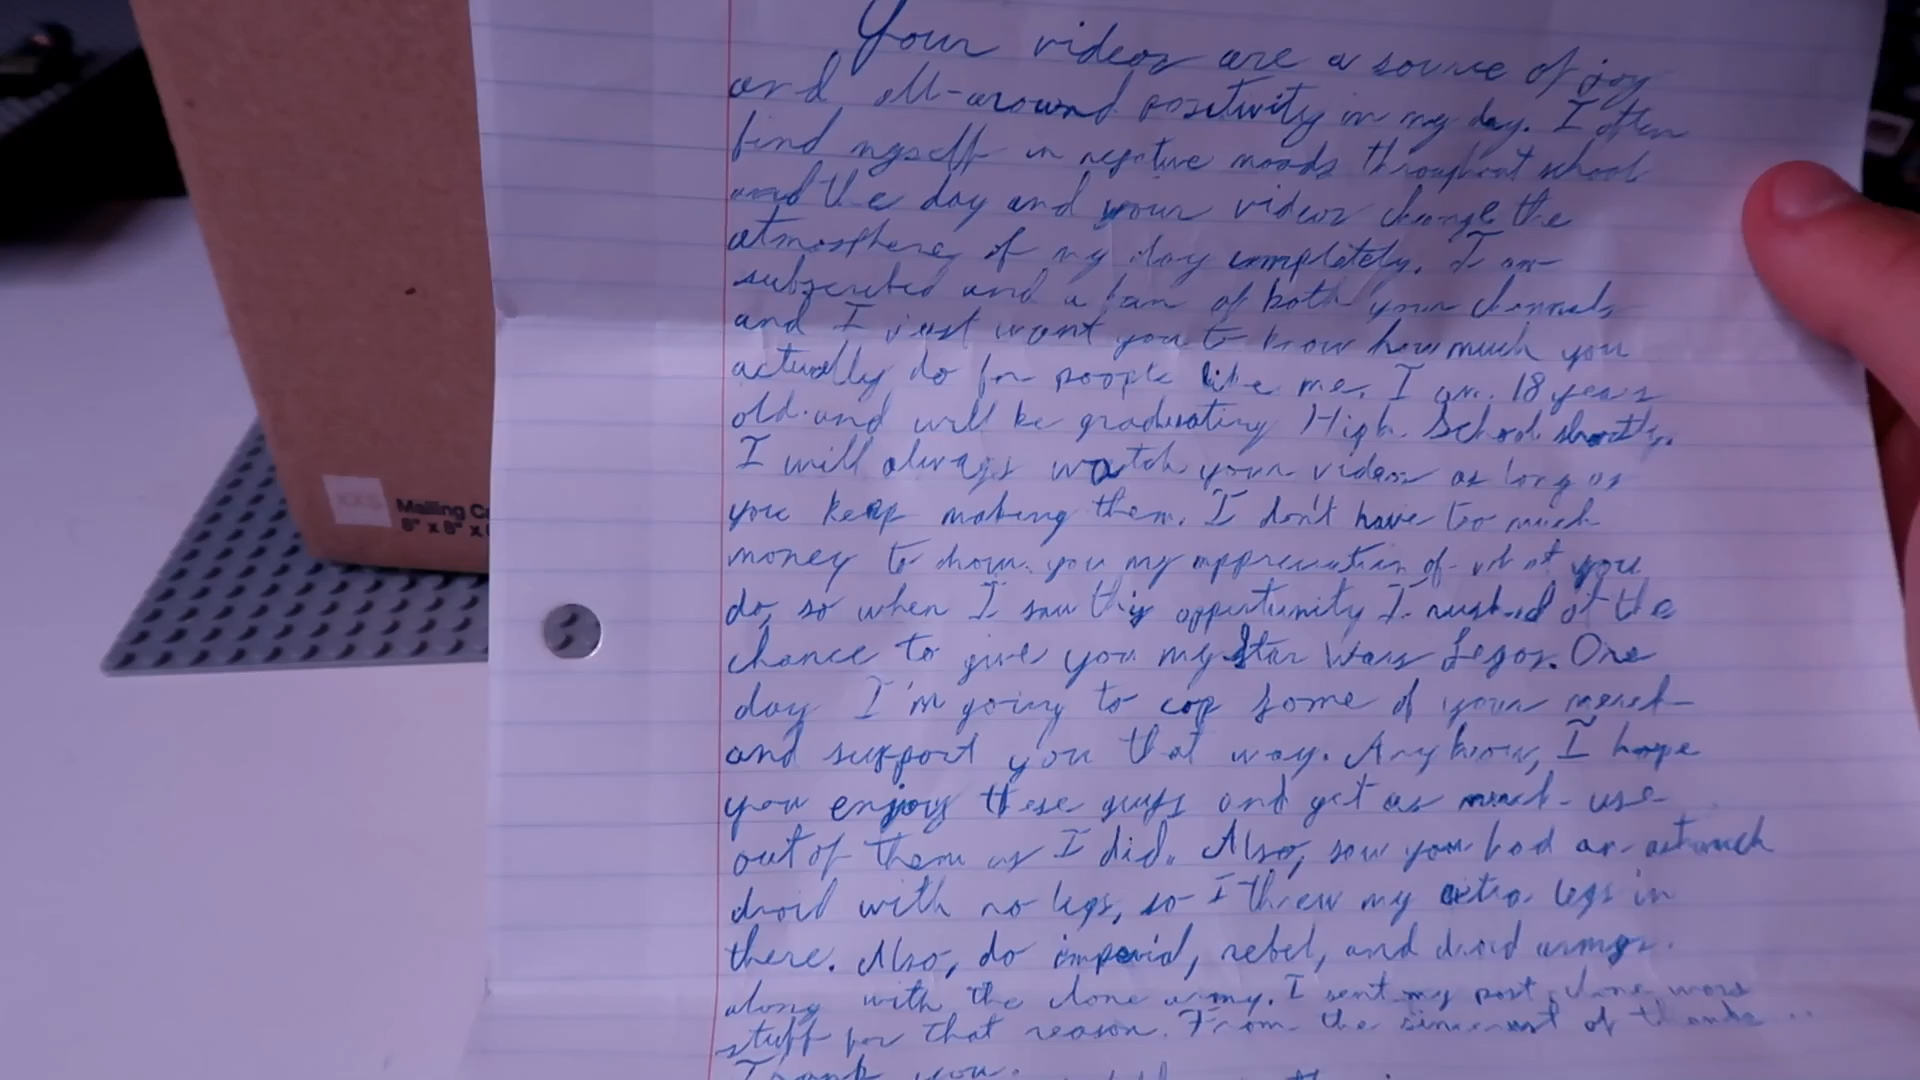 Your videos are a source of joy
and all-around positivity in my day. I often
find myself in negative moods throughout school
and the day and your videos change the
atmosphere of my day completely. I am
subscribed and a fan of both your channels
and I just want you to know how much you
actually do for people like me. I am 18 years
old and will be graduating High School shortly.
I will always watch your videos as long as
you keep making them. I don't have too much
money to show you my appreciation of what you
do, so when I saw this opportunity I rushed at the
chance to give you my Star Wars Legos. One
day I'm going to cop some of your merch
and support you that way. Anyhow, I hope
you enjoy these guys and get as much use
out of them as I did. Also, saw you had an
droid with no legs, so I threw my extra legs in
there. Also, do imperial, rebel, and droid armys
along with the clone army. I sent my post clone wars
stuff for that reason. From the sincerest of thanks..
Thank you.
Mailing
8" x 8" x